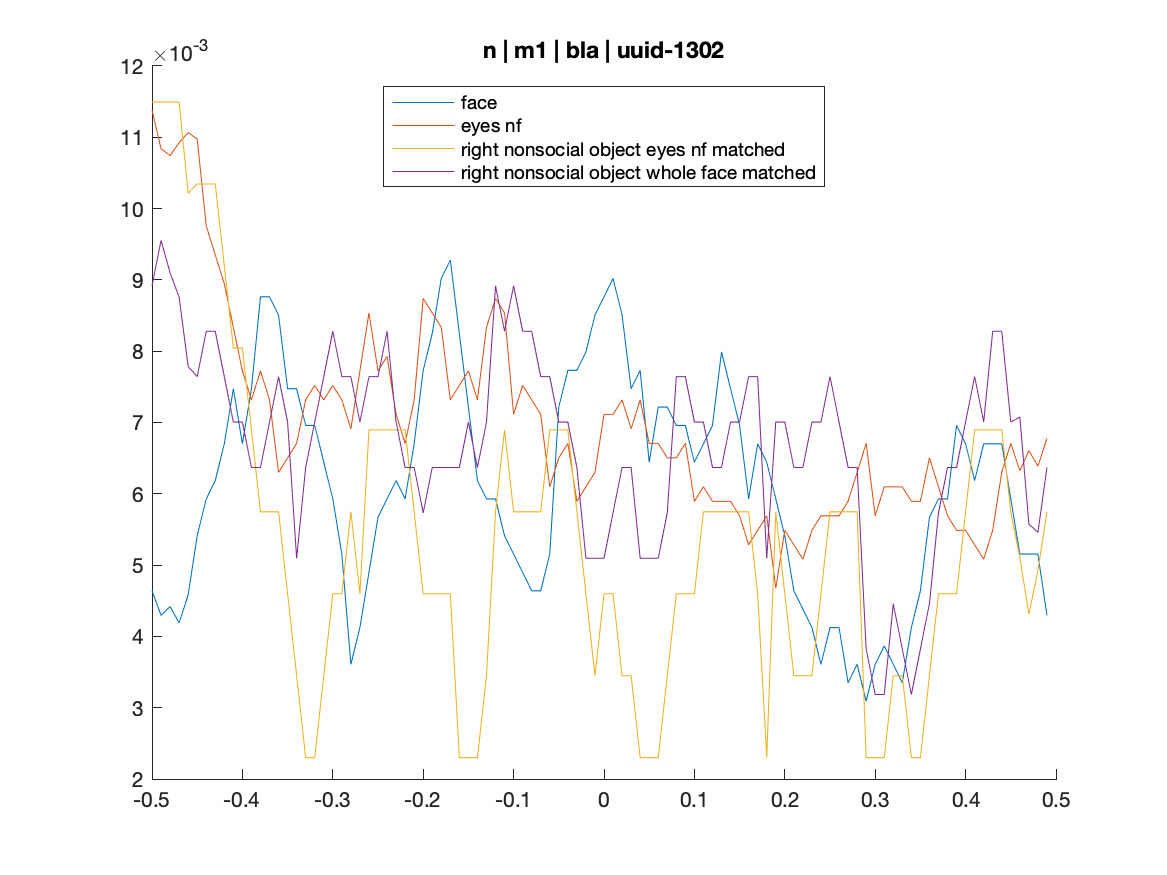 n | m1 | bla | uuid-1302
×10-3
face
eyes nf
right nonsocial object eyes nf matched
right nonsocial object whole face matched
12
11
10
9
8
7
6
5
4
3
2
-0.5 -0.4 -0.3 -0.2 -0.1 0 0.1 0.2 0.3 0.4 0.5